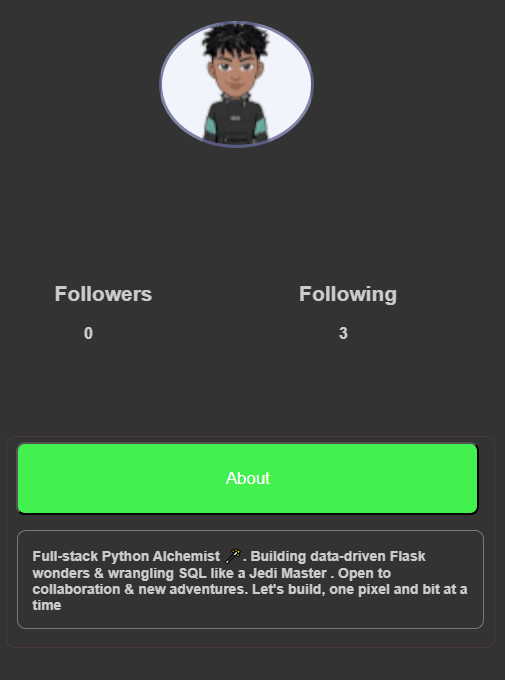 Followers Following
0 3
About
Full-stack Python Alchemist 🪄. Building data-driven Flask
wonders & wrangling SQL like a Jedi Master . Open to
collaboration & new adventures. Let's build, one pixel and bit at a
time